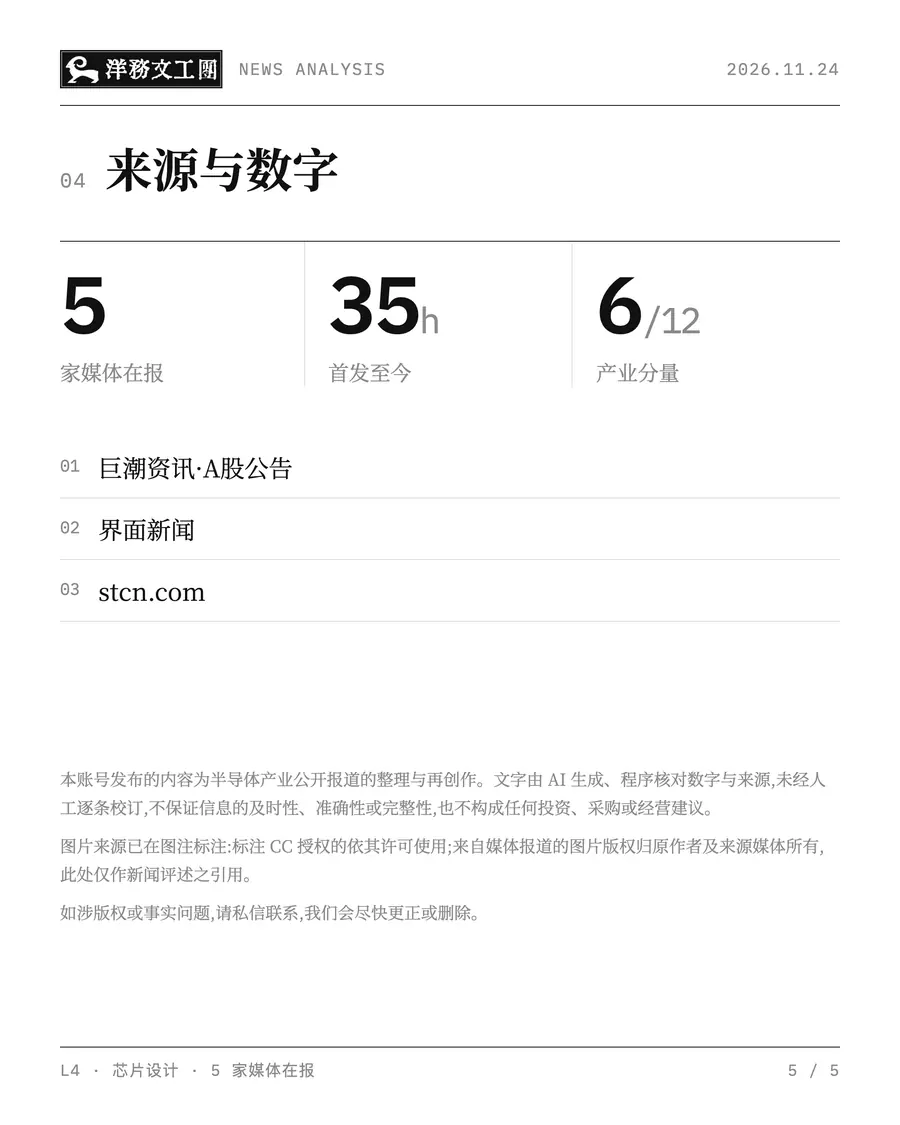 洋務文工團 NEWS ANALYSIS 2026.11.24
04 来源与数字
5 35h 6/12
家媒体在报 首发至今 产业分量
01 巨潮资讯·A股公告
02 界面新闻
03 stcn.com
本账号发布的内容为半导体产业公开报道的整理与再创作。文字由 AI 生成、程序核对数字与来源,未经人
工逐条校订,不保证信息的及时性、准确性或完整性,也不构成任何投资、采购或经营建议。
图片来源已在图注标注:标注 CC 授权的依其许可使用;来自媒体报道的图片版权归原作者及来源媒体所有,
此处仅作新闻评述之引用。
如涉版权或事实问题,请私信联系,我们会尽快更正或删除。
L4 · 芯片设计 · 5 家媒体在报 5 / 5